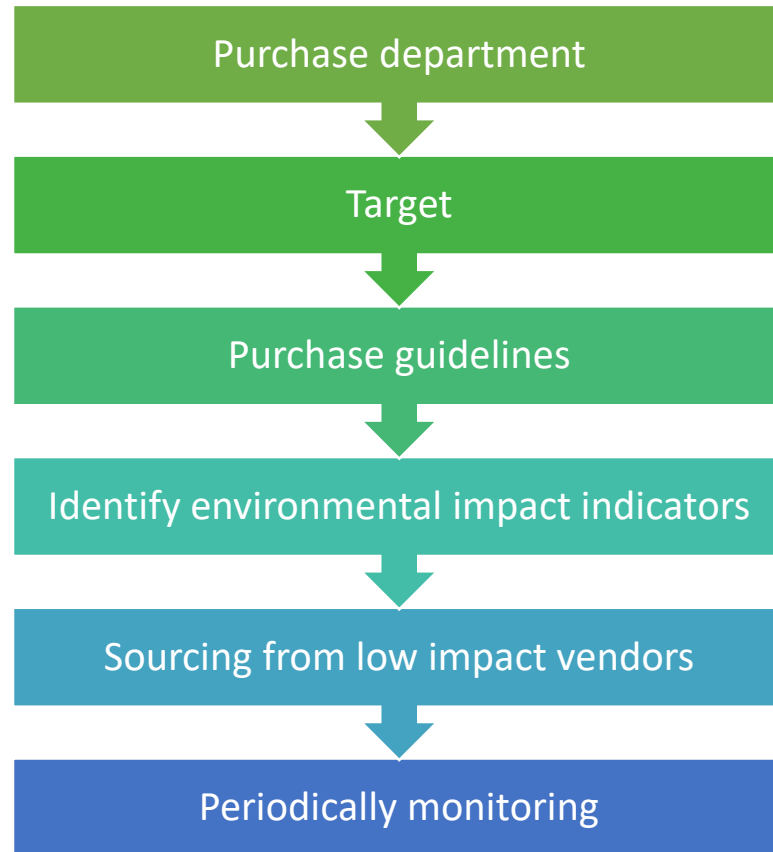 Purchase department
Target
Purchase guidelines
Identify environmental impact indicators
Sourcing from low impact vendors
Periodically monitoring